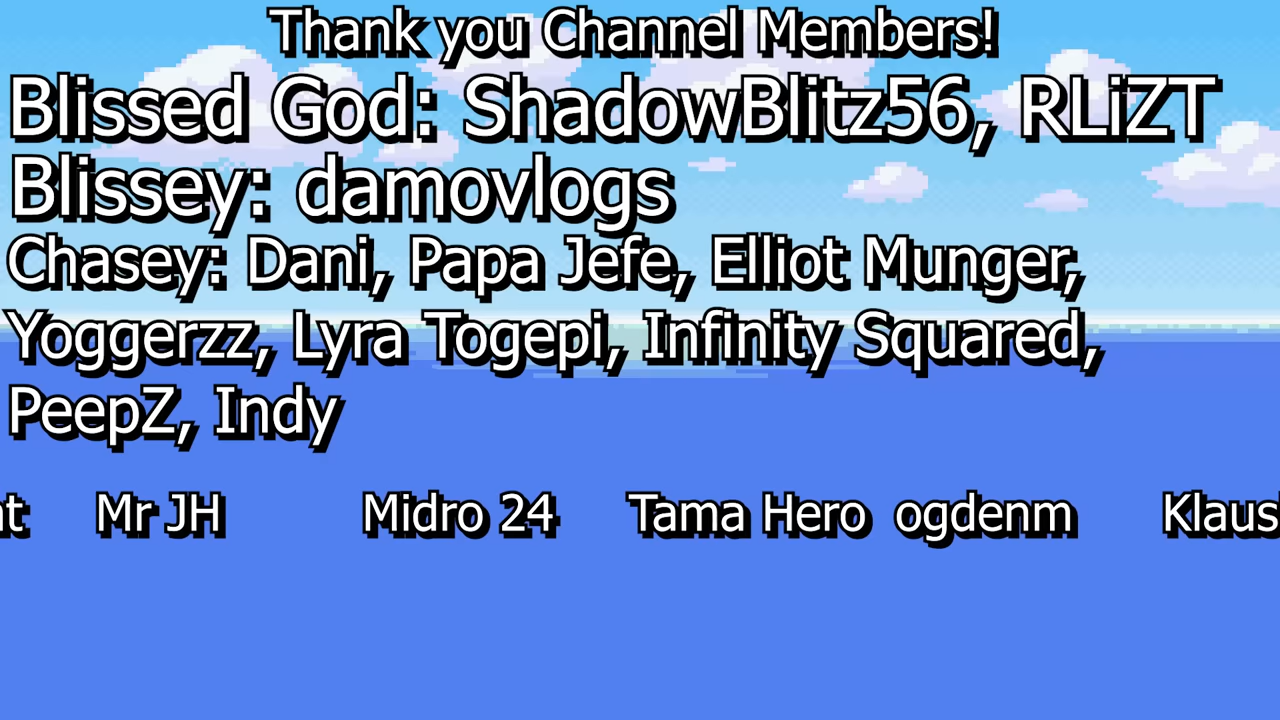 Thank you Channel Members!
Blissed God: ShadowBlitz56, RLiZT
Blissey: damovlogs
Chasey: Dani, Papa Jefe, Elliot Munger,
Yoggerzz, Lyra Togepi, Infinity Squared,
PeepZ, Indy
Mr JH Midro 24 Tama Hero ogdenm Klaus